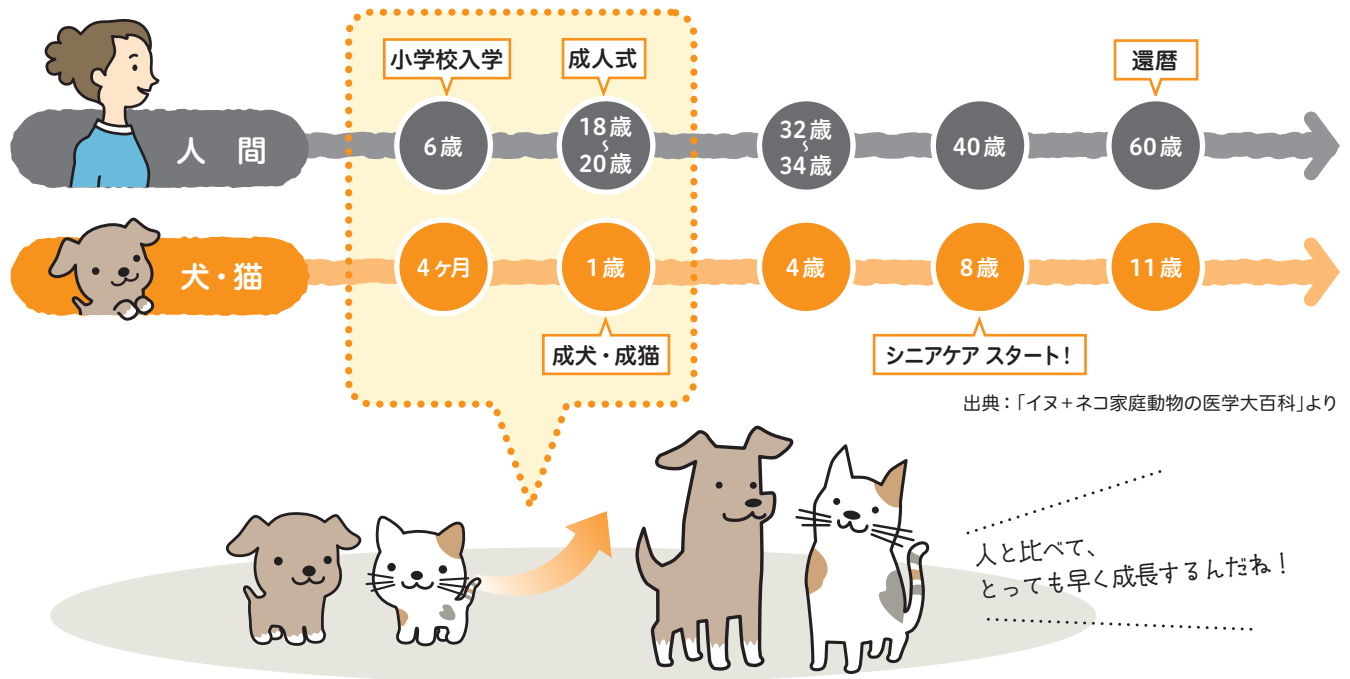 小学校入学
成人式
還暦
人 間
6歳
18歳
〜
20歳
32歳
〜
34歳
40歳
60歳
犬・猫
4ヶ月
1歳
4歳
8歳
11歳
成犬・成猫
シニアケア スタート！
出典：「イヌ+ネコ家庭動物の医学大百科」より
人と比べて、
とっても早く成長するんだね！